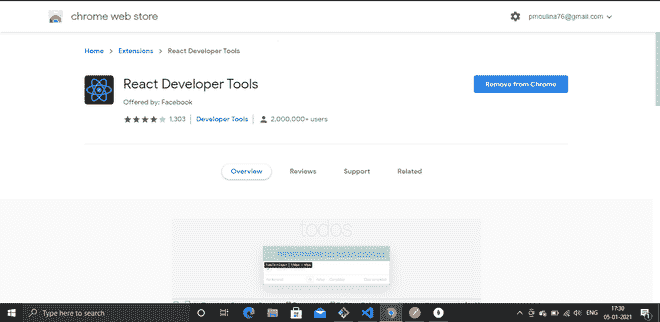 chrome web store
pmoulina76@gmail.com
Home > Extensions > React Developer Tools
React Developer Tools
Remove from Chrome
Offered by: Facebook
1,303 | Developer Tools | 2,000,000+ users
Overview Reviews Support Related
todos
Type here to search
ENG
17:30
05-01-2021